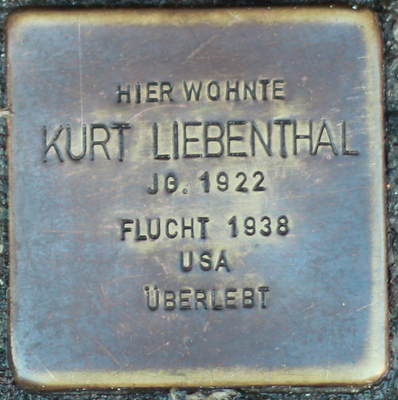 HIER WOHNTE
KURT LIEBENTHAL
JG. 1922
FLUCHT 1938
USA
ÜBERLEBT